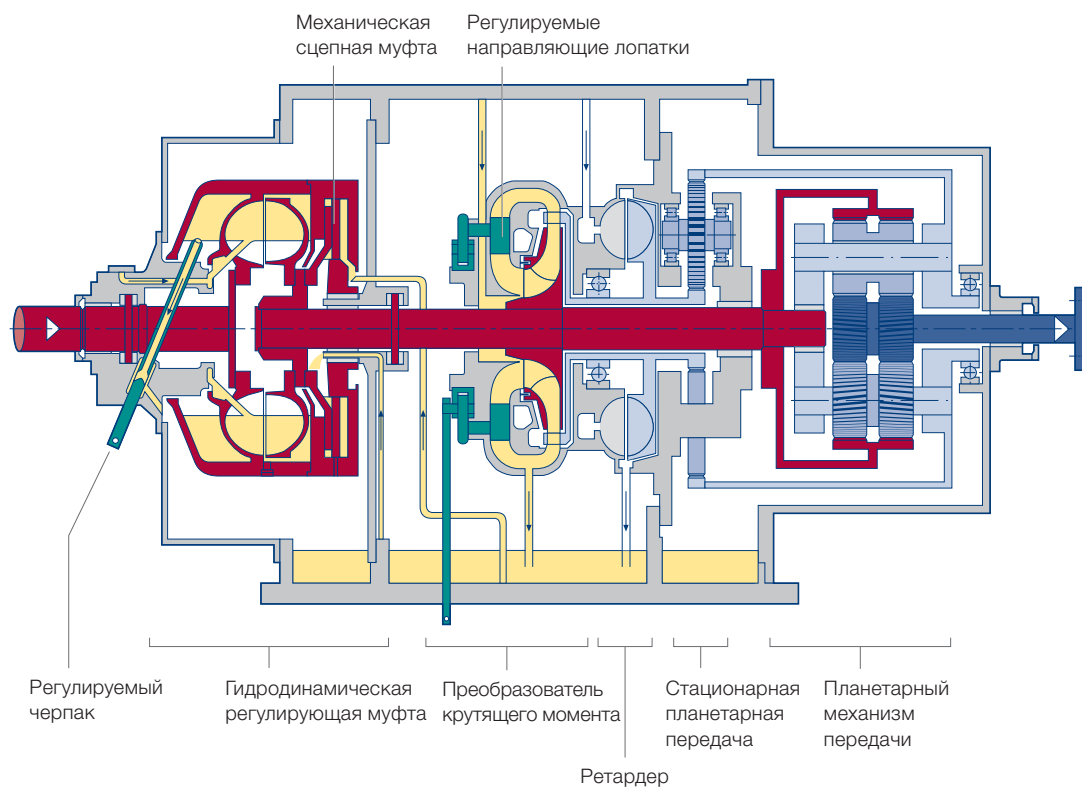 Механическая
сцепная муфта
Регулируемые
направляющие лопатки
Регулируемый
черпак
Гидродинамическая
регулирующая муфта
Преобразователь
крутящего момента
Стационарная
планетарная
передача
Планетарный
механизм
передачи
Ретардер